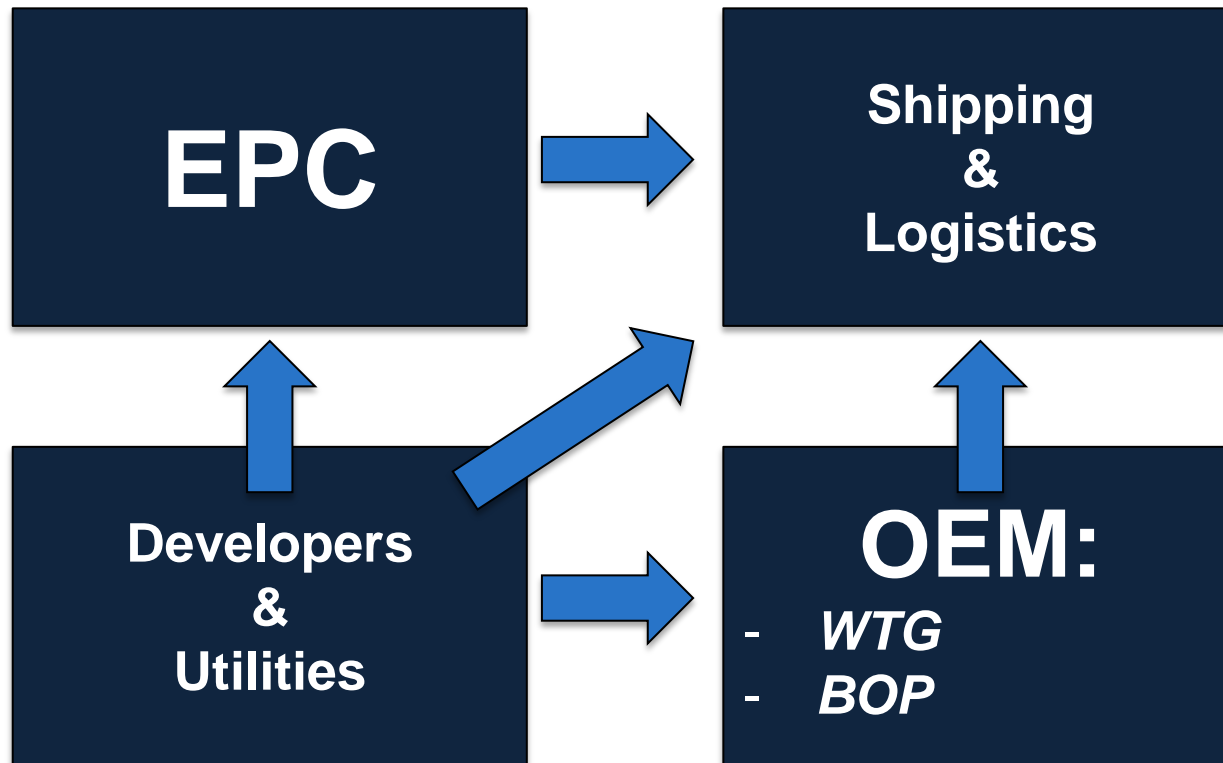 EPC
Shipping
&
Logistics
Developers
&
Utilities
OEM:
- WTG
- BOP